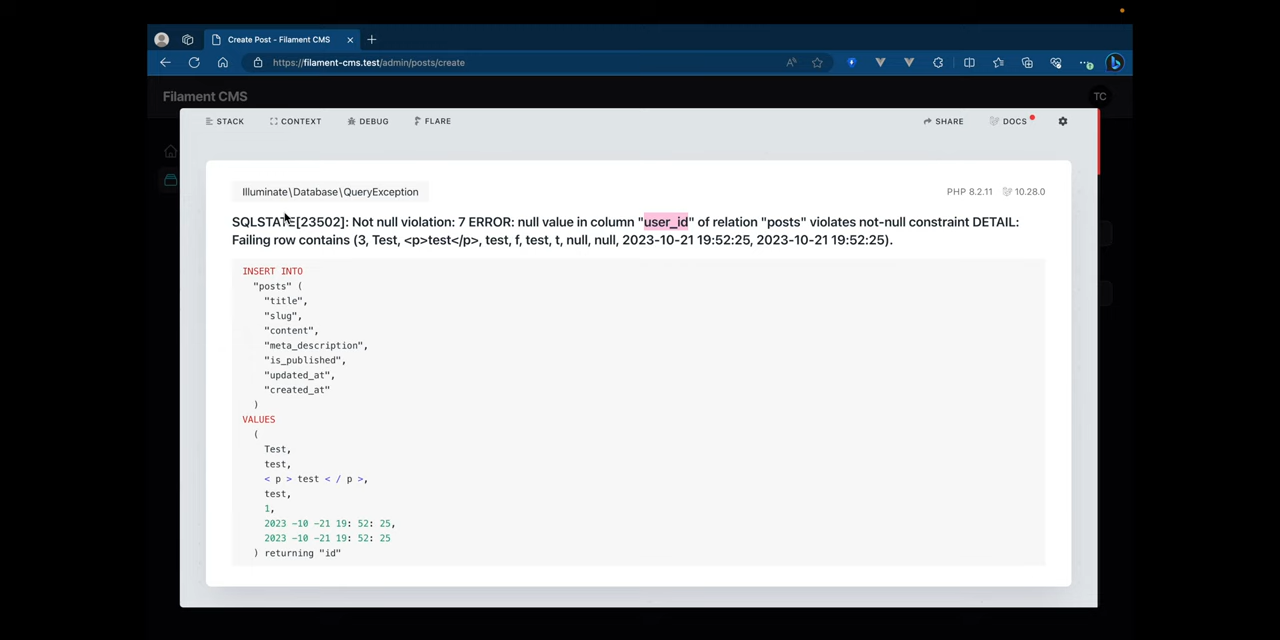 Create Post - Filament CMS
https://filament-cms.test/admin/posts/create
Filament CMS
TC
STACK CONTEXT DEBUG FLARE SHARE DOCS
Illuminate\Database\QueryException
PHP 8.2.11 10.28.0
SQLSTATE[23502]: Not null violation: 7 ERROR: null value in column "user_id" of relation "posts" violates not-null constraint DETAIL:
Failing row contains (3, Test, <p>test</p>, test, f, test, t, null, null, 2023-10-21 19:52:25, 2023-10-21 19:52:25).
INSERT INTO
"posts" (
"title",
"slug",
"content",
"meta_description",
"is_published",
"updated_at",
"created_at"
)
VALUES
(
Test,
test,
< p > test < / p >,
test,
1,
2023 -10 -21 19: 52: 25,
2023 -10 -21 19: 52: 25
) returning "id"